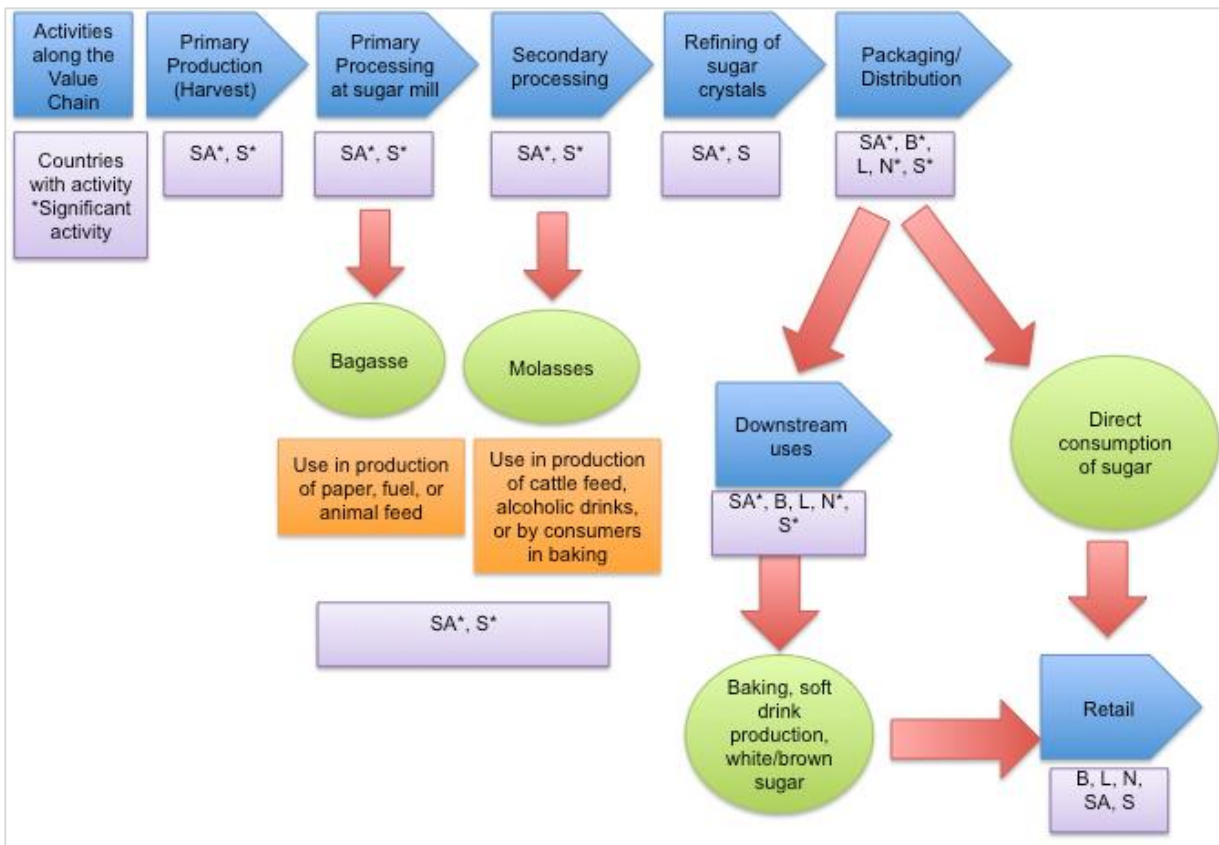 Activities
along the
Value
Chain
Primary
Production
(Harvest)
Primary
Processing
at sugar mill
Secondary
processing
Refining of
sugar
crystals
Packaging/
Distribution
Countries
with activity
*Significant
activity
SA*, S*
SA*, S*
SA*, S*
SA*, S
SA*, B*,
L, N*, S*
Bagasse
Molasses
Downstream
uses
Direct
consumption
of sugar
Use in production
of paper, fuel, or
animal feed
Use in production
of cattle feed,
alcoholic drinks,
or by consumers
in baking
SA*, B, L, N*,
S*
SA*, S*
Baking, soft
drink
production,
white/brown
sugar
Retail
B, L, N,
SA, S